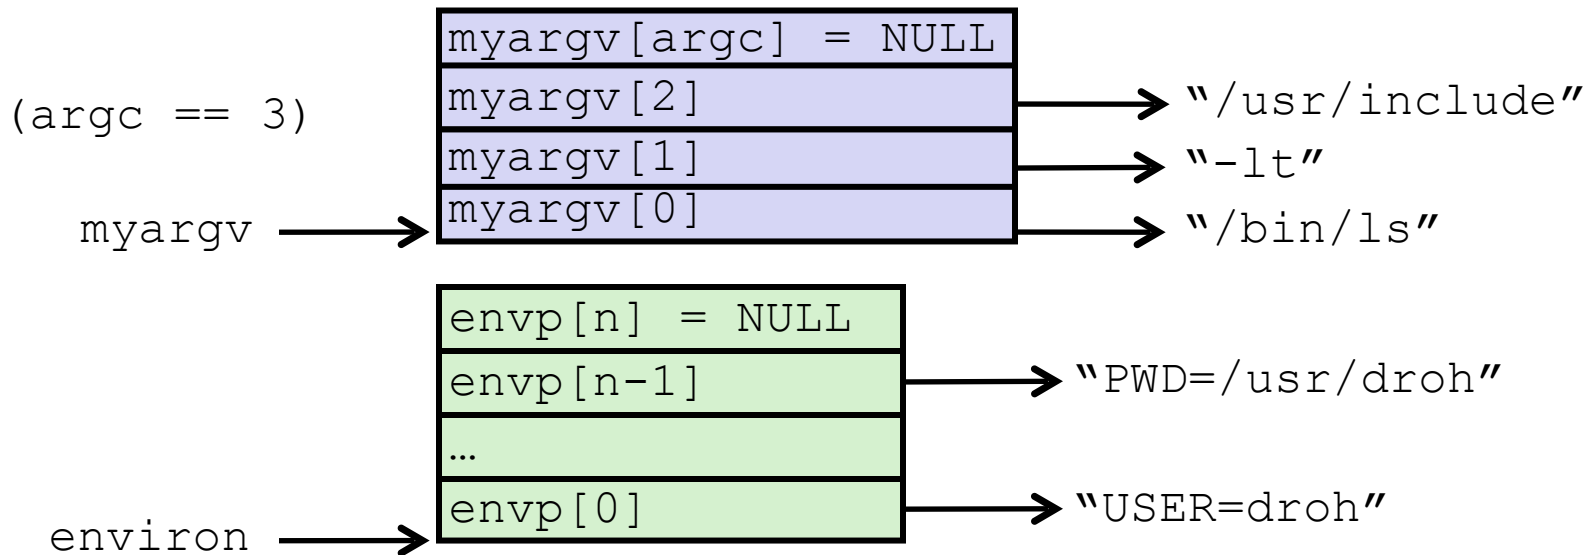 myargv[argc] = NULL
(argc == 3)
myargv[2]
“/usr/include”
myargv[1]
“-lt”
myargv
myargv[0]
“/bin/ls”
envp[n] = NULL
envp[n-1]
“PWD=/usr/droh”
…
environ
envp[0]
“USER=droh”